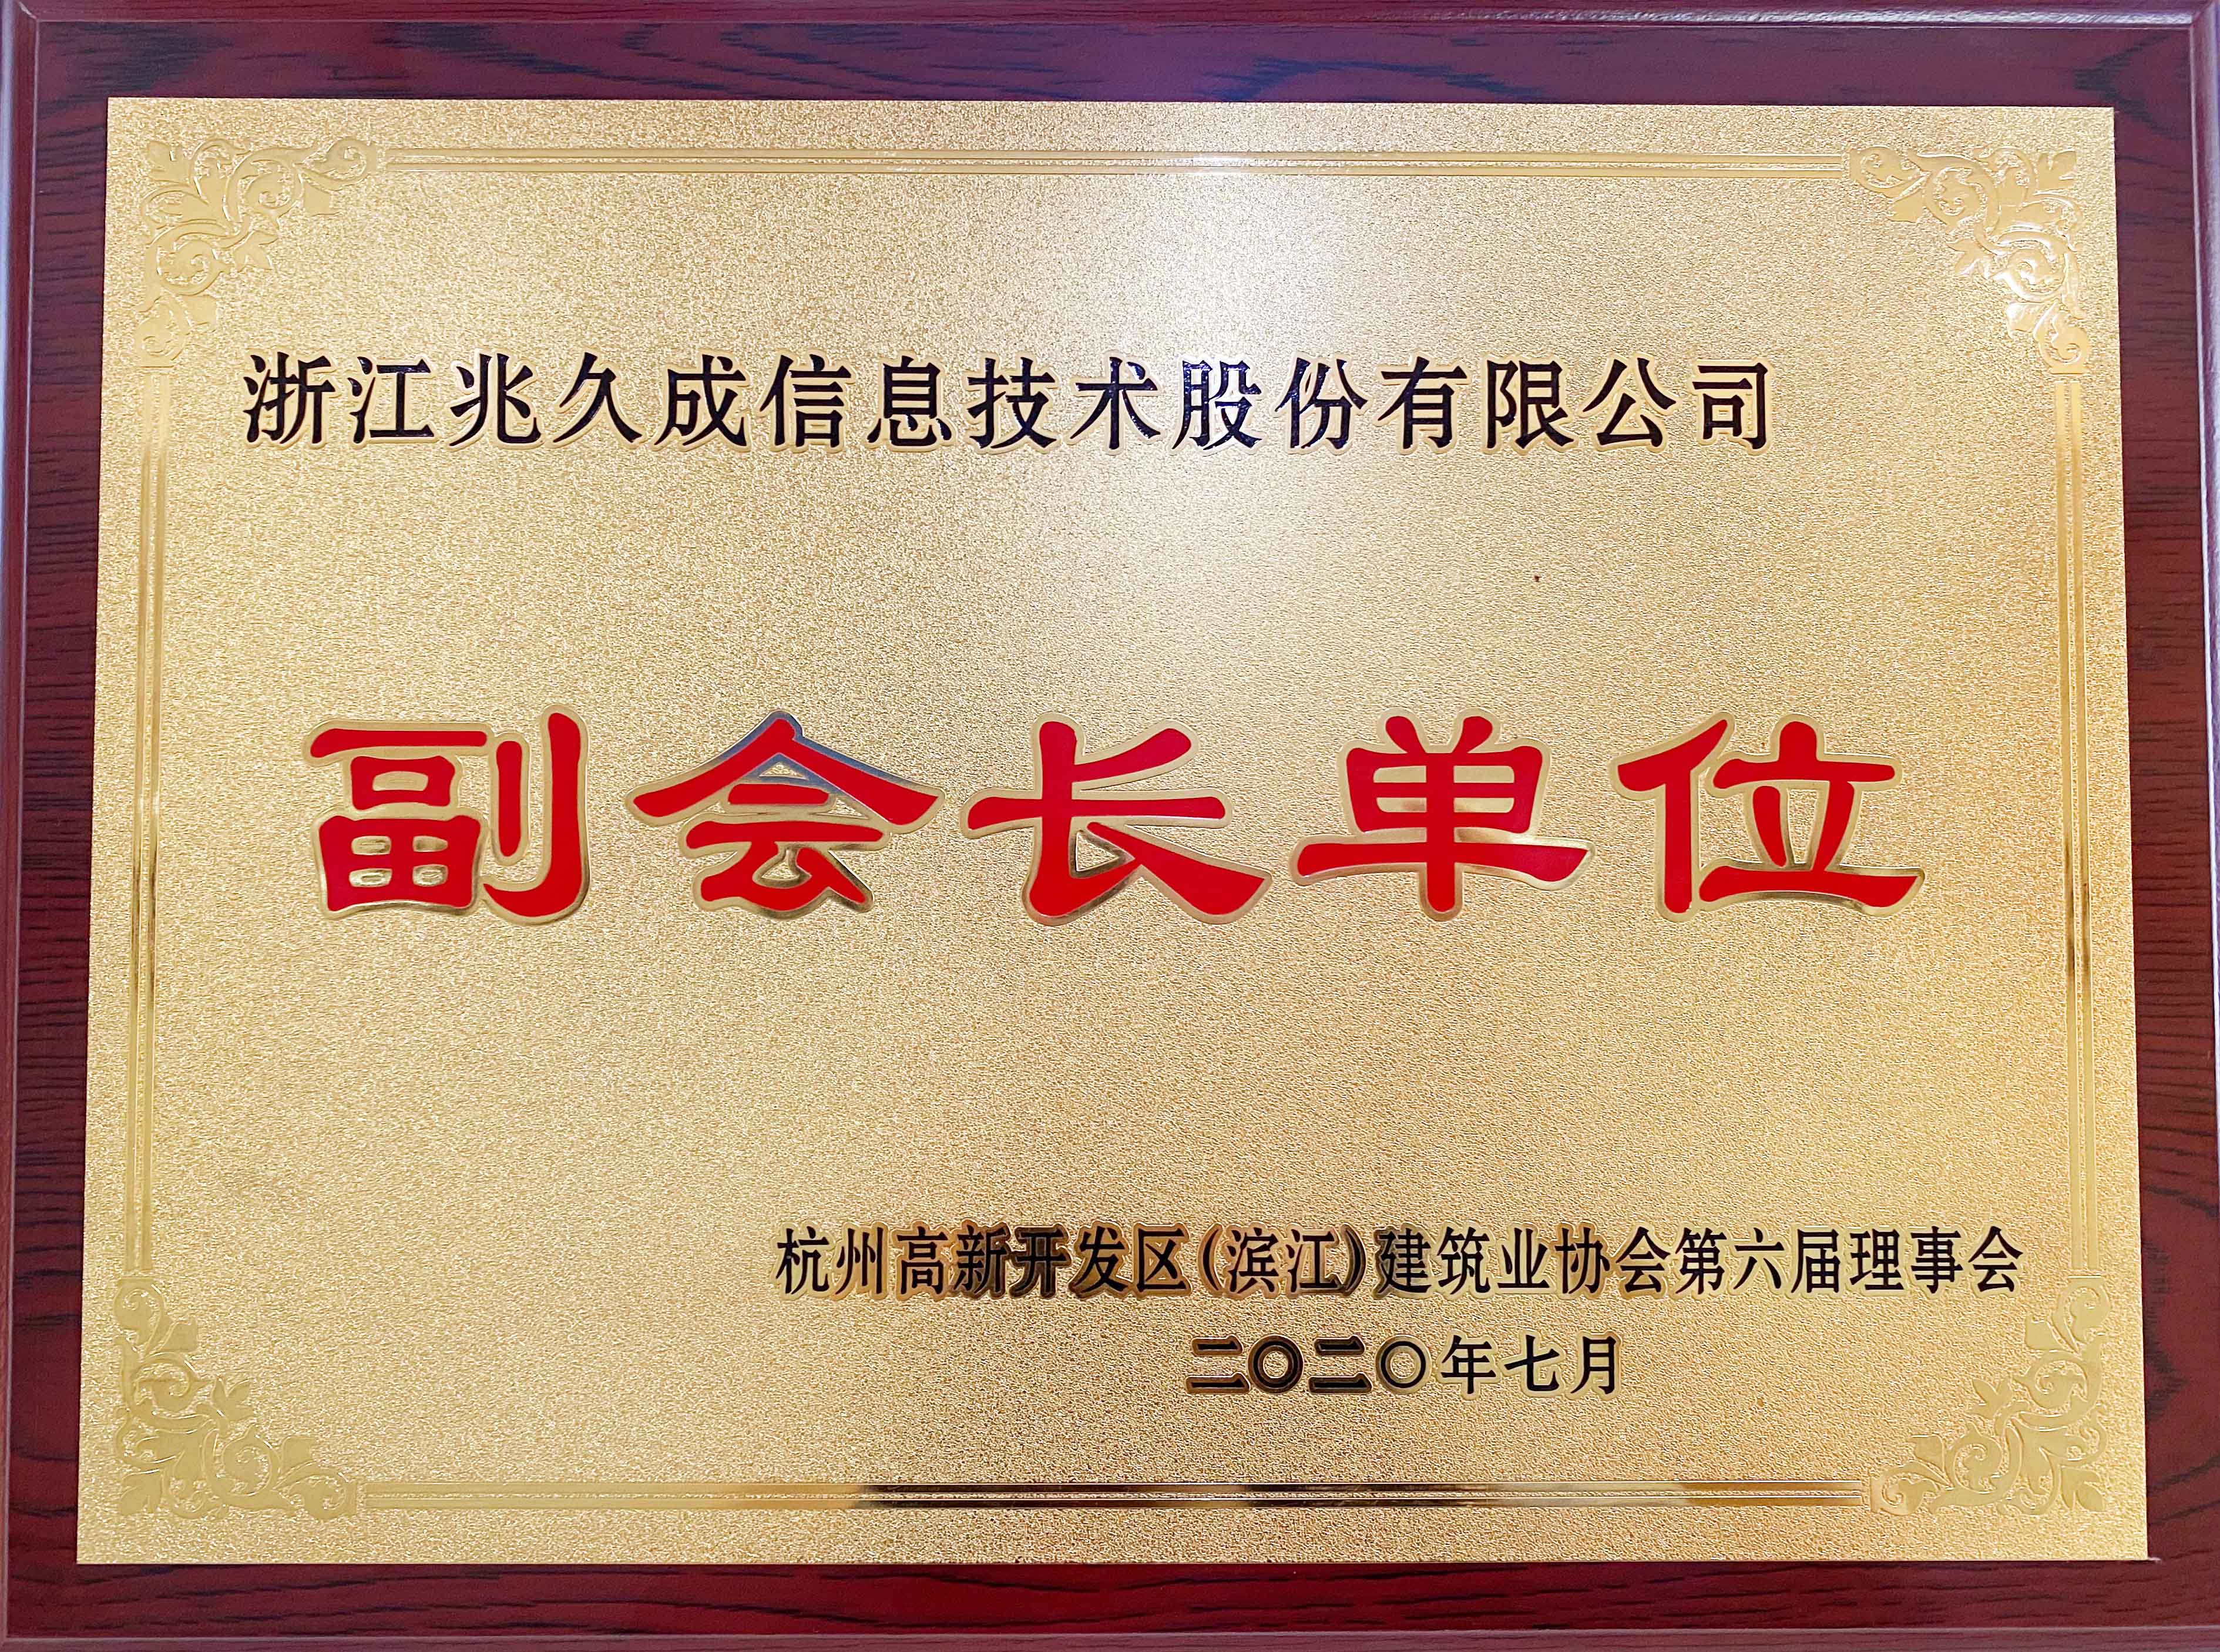 浙江兆久成信息技术股份有限公司
副会长单位
杭州高新开发区(滨江)建筑业协会第六届理事会
二〇二〇年七月